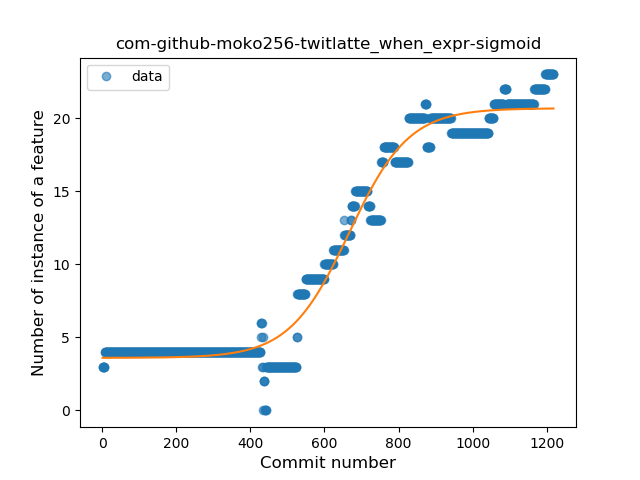 com-github-moko256-twitlatte_when_expr-sigmoid
data
Number of instance of a feature
20
15
10
5
0
0 200 400 600 800 1000 1200
Commit number